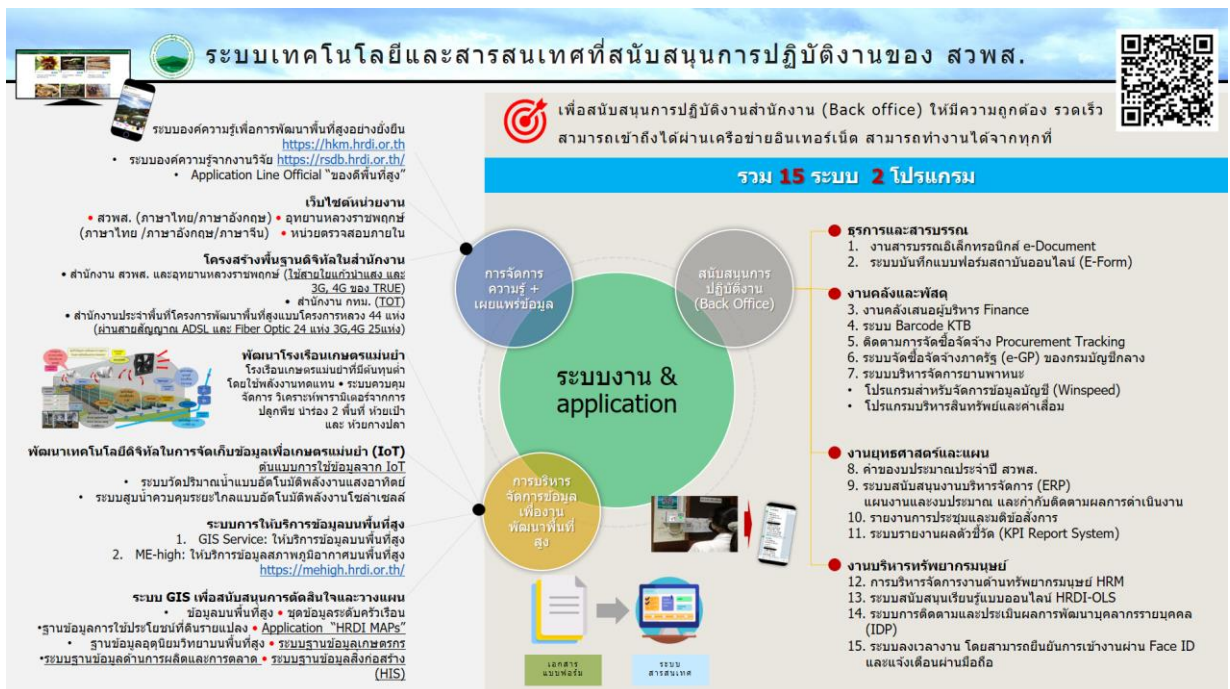 ระบบเทคโนโลยีและสารสนเทศที่สนับสนุนการปฏิบัติงานของ สวพส.
ระบบองค์ความรู้เพื่อการพัฒนาพื้นที่สูงอย่างยั่งยืน
https://hkm.hrdi.or.th
• ระบบองค์ความรู้จากงานวิจัย https://rsdb.hrdi.or.th/
• Application Line Official "ของดีพื้นที่สูง"
เว็บไซต์หน่วยงาน
• สวพส. (ภาษาไทย/ภาษาอังกฤษ) • อุทยานหลวงราชพฤกษ์
(ภาษาไทย /ภาษาอังกฤษ/ภาษาจีน) • หน่วยตรวจสอบภายใน
โครงสร้างพื้นฐานดิจิทัลในสำนักงาน
• สำนักงาน สวพส. และอุทยานหลวงราชพฤกษ์ (ใช้สายใยแก้วนำแสง และ
3G, 4G ของ TRUE)
• สำนักงาน กทม. (TOT)
• สำนักงานประจำพื้นที่โครงการพัฒนาพื้นที่สูงแบบโครงการหลวง 44 แห่ง
(ผ่านสายสัญญาณ ADSL และ Fiber Optic 24 แห่ง 3G,4G 25แห่ง)
พัฒนาโรงเรือนเกษตรแม่นยำ
โรงเรือนเกษตรแม่นยำที่มีต้นทุนต่ำ
โดยใช้พลังงานทดแทน • ระบบควบคุม
จัดการ วิเคราะห์พารามิเตอร์จากการ
ปลูกพืช นำร่อง 2 พื้นที่ ห้วยเป้า
และ ห้วยก้างปลา
พัฒนาเทคโนโลยีดิจิทัลในการจัดเก็บข้อมูลเพื่อเกษตรแม่นยำ (IoT)
ต้นแบบการใช้ข้อมูลจาก IoT
• ระบบวัดปริมาณน้ำแบบอัตโนมัติพลังงานแสงอาทิตย์
• ระบบสูบน้ำควบคุมระยะไกลแบบอัตโนมัติพลังงานโซล่าเซลล์
ระบบการให้บริการข้อมูลบนพื้นที่สูง
1. GIS Service: ให้บริการข้อมูลบนพื้นที่สูง
2. ME-high: ให้บริการข้อมูลสภาพภูมิอากาศบนพื้นที่สูง
https://mehigh.hrdi.or.th/
ระบบ GIS เพื่อสนับสนุนการตัดสินใจและวางแผน
• ข้อมูลบนพื้นที่สูง • ชุดข้อมูลระดับครัวเรือน
•ฐานข้อมูลการใช้ประโยชน์ที่ดินรายแปลง • Application "HRDI MAPs"
• ฐานข้อมูลอุตุนิยมวิทยาบนพื้นที่สูง • ระบบฐานข้อมูลเกษตรกร
•ระบบฐานข้อมูลด้านการผลิตและการตลาด • ระบบฐานข้อมูลสิ่งก่อสร้าง
(HIS)
เพื่อสนับสนุนการปฏิบัติงานสำนักงาน (Back office) ให้มีความถูกต้อง รวดเร็ว
สามารถเข้าถึงได้ผ่านเครือข่ายอินเทอร์เน็ต สามารถทำงานได้จากทุกที่
รวม 15 ระบบ 2 โปรแกรม
การจัดการ
ความรู้ +
เผยแพร่ข้อมูล
สนับสนุนการ
ปฏิบัติงาน
(Back Office)
ระบบงาน &
application
การบริหาร
จัดการข้อมูล
เพื่องาน
พัฒนาพื้นที่
สูง
เอกสาร
แบบฟอร์ม
ระบบ
สารสนเทศ
ธุรการและสารบรรณ
1. งานสารบรรณอิเล็กทรอนิกส์ e-Document
2. ระบบบันทึกแบบฟอร์มสถาบันออนไลน์ (E-Form)
งานคลังและพัสดุ
3. งานคลังเสนอผู้บริหาร Finance
4. ระบบ Barcode KTB
5. ติดตามการจัดซื้อจัดจ้าง Procurement Tracking
6. ระบบจัดซื้อจัดจ้างภาครัฐ (e-GP) ของกรมบัญชีกลาง
7. ระบบบริหารจัดการยานพาหนะ
• โปรแกรมสำหรับจัดการข้อมูลบัญชี (Winspeed)
• โปรแกรมบริหารสินทรัพย์และค่าเสื่อม
งานยุทธศาสตร์และแผน
8. คำของบประมาณประจำปี สวพส.
9. ระบบสนับสนุนงานบริหารจัดการ (ERP)
แผนงานและงบประมาณ และกำกับติดตามผลการดำเนินงาน
10. รายงานการประชุมและมติข้อสั่งการ
11. ระบบรายงานผลตัวชี้วัด (KPI Report System)
งานบริหารทรัพยากรมนุษย์
12. การบริหารจัดการงานด้านทรัพยากรมนุษย์ HRM
13. ระบบสนับสนุนเรียนรู้แบบออนไลน์ HRDI-OLS
14. ระบบการติดตามและประเมินผลการพัฒนาบุคลากรรายบุคคล
(IDP)
15. ระบบลงเวลางาน โดยสามารถยืนยันการเข้างานผ่าน Face ID
และแจ้งเตือนผ่านมือถือ